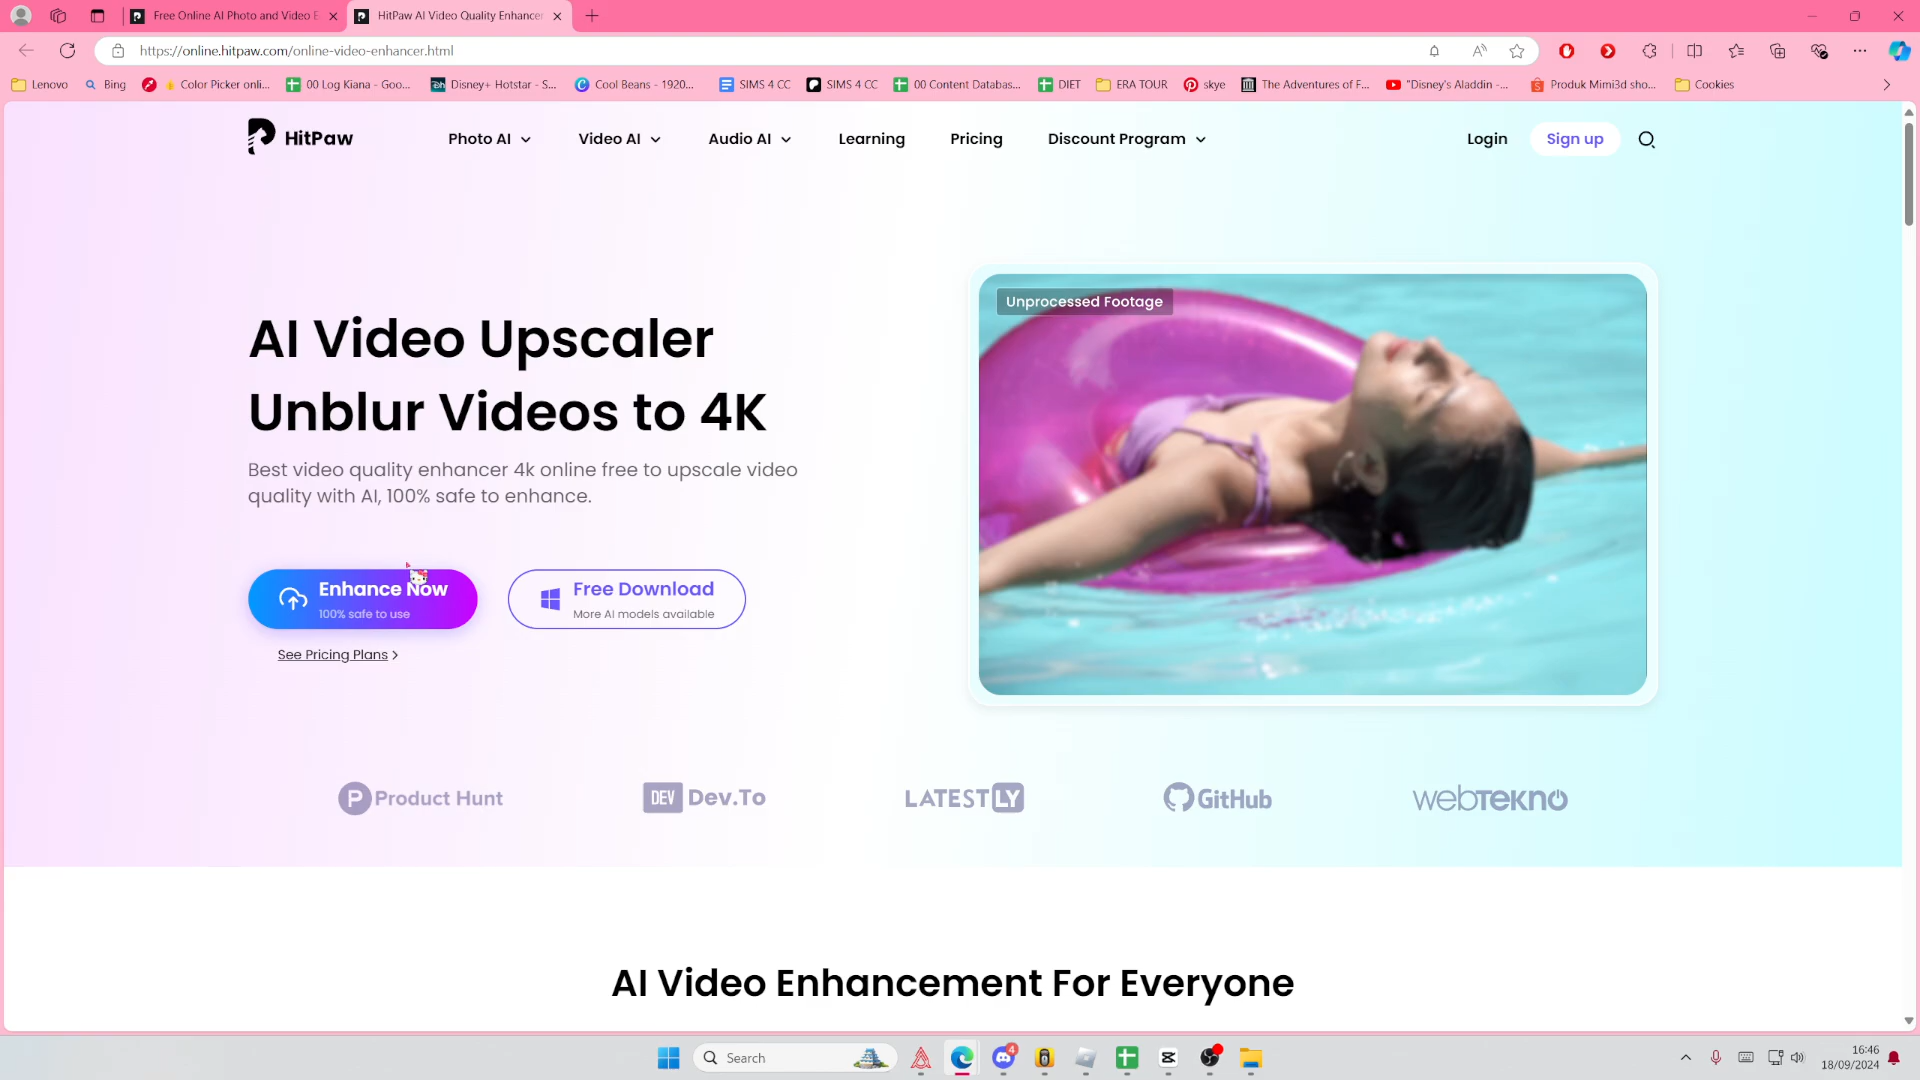 Free Online AI Photo and Video E
HitPaw AI Video Quality Enhancer
https://online.hitpaw.com/online-video-enhancer.html
Lenovo
Bing
Color Picker onli...
00 Log Kiana - Goo...
Disney+ Hotstar - S...
Cool Beans - 1920...
SIMS 4 CC
SIMS 4 CC
00 Content Databas...
DIET
ERA TOUR
skye
The Adventures of F...
"Disney's Aladdin -...
Produk Mimi3d sho...
Cookies
HitPaw
Photo AI
Video AI
Audio AI
Learning
Pricing
Discount Program
Login
Sign up
Unprocessed Footage
AI Video Upscaler
Unblur Videos to 4K
Best video quality enhancer 4k online free to upscale video
quality with AI, 100% safe to enhance.
Enhance Now
100% safe to use
Free Download
More AI models available
See Pricing Plans
Product Hunt
DEV Dev.To
LATESTLY
GitHub
webTEKNO
AI Video Enhancement For Everyone
Search
4
16:46
18/09/2024